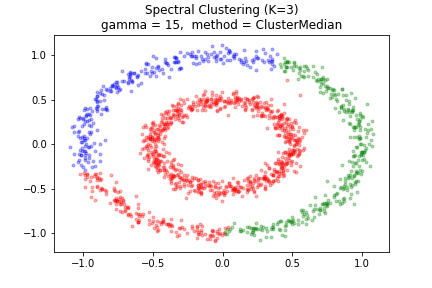 Spectral Clustering (K=3)
gamma = 15, method = ClusterMedian
1.0
0.5
0.0
−0.5
−1.0
−1.0 −0.5 0.0 0.5 1.0